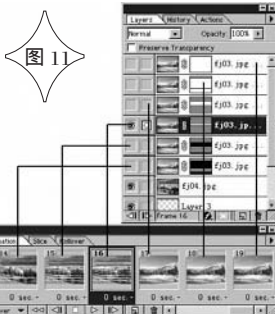 图 11
Layers History Actions
Normal Opacity: 100%
Preserve Transparency
fj03.jpg
fj03.jpg
fj03.jpg
fj03.jp...
fj03.jpg
fj03.jpg
fj04.jpg
Layer 3
Frame 16
Slice Rollover
15 16 17 18 19
0 sec. 0 sec. 0 sec. 0 sec. 0 sec. 0 sec.